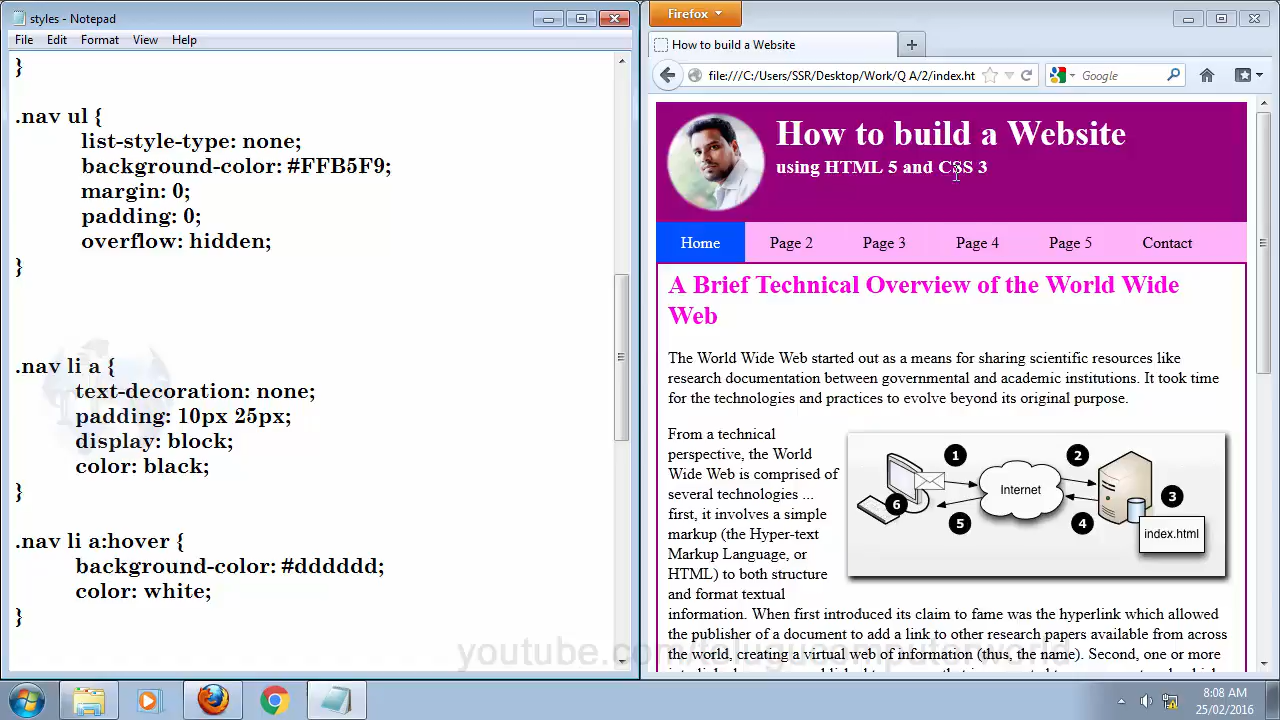 styles - Notepad
File Edit Format View Help
}
.nav ul {
list-style-type: none;
background-color: #FFB5F9;
margin: 0;
padding: 0;
overflow: hidden;
}
.nav li a {
text-decoration: none;
padding: 10px 25px;
display: block;
color: black;
}
.nav li a:hover {
background-color: #dddddd;
color: white;
}
Firefox
How to build a Website
file:///C:/Users/SSR/Desktop/Work/Q A/2/index.ht
Google
How to build a Website
using HTML 5 and CSS 3
Home Page 2 Page 3 Page 4 Page 5 Contact
A Brief Technical Overview of the World Wide
Web
The World Wide Web started out as a means for sharing scientific resources like
research documentation between governmental and academic institutions. It took time
for the technologies and practices to evolve beyond its original purpose.
From a technical
perspective, the World
Wide Web is comprised of
several technologies ...
first, it involves a simple
markup (the Hyper-text
Markup Language, or
HTML) to both structure
and format textual
1 2
Internet
6 3
5 4
index.html
information. When first introduced its claim to fame was the hyperlink which allowed
the publisher of a document to add a link to other research papers available from across
the world, creating a virtual web of information (thus, the name). Second, one or more
youtube.com/telugucomputerworld
8:08 AM
25/02/2016